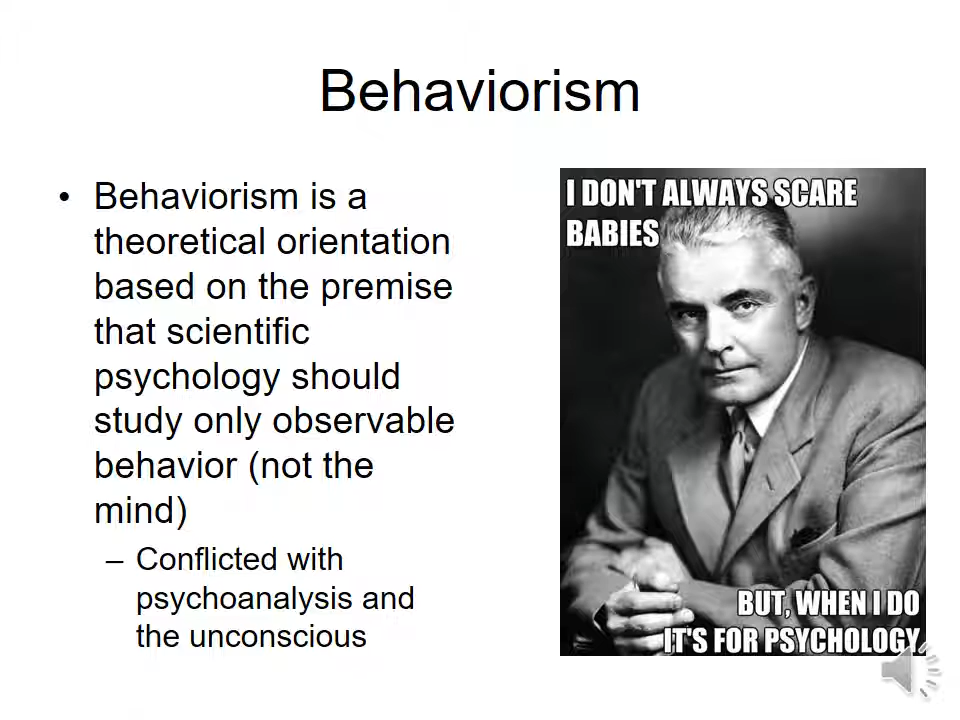 Behaviorism
• Behaviorism is a
theoretical orientation
based on the premise
that scientific
psychology should
study only observable
behavior (not the
mind)
– Conflicted with
psychoanalysis and
the unconscious
I DON'T ALWAYS SCARE
BABIES
BUT, WHEN I DO
IT'S FOR PSYCHOLOGY